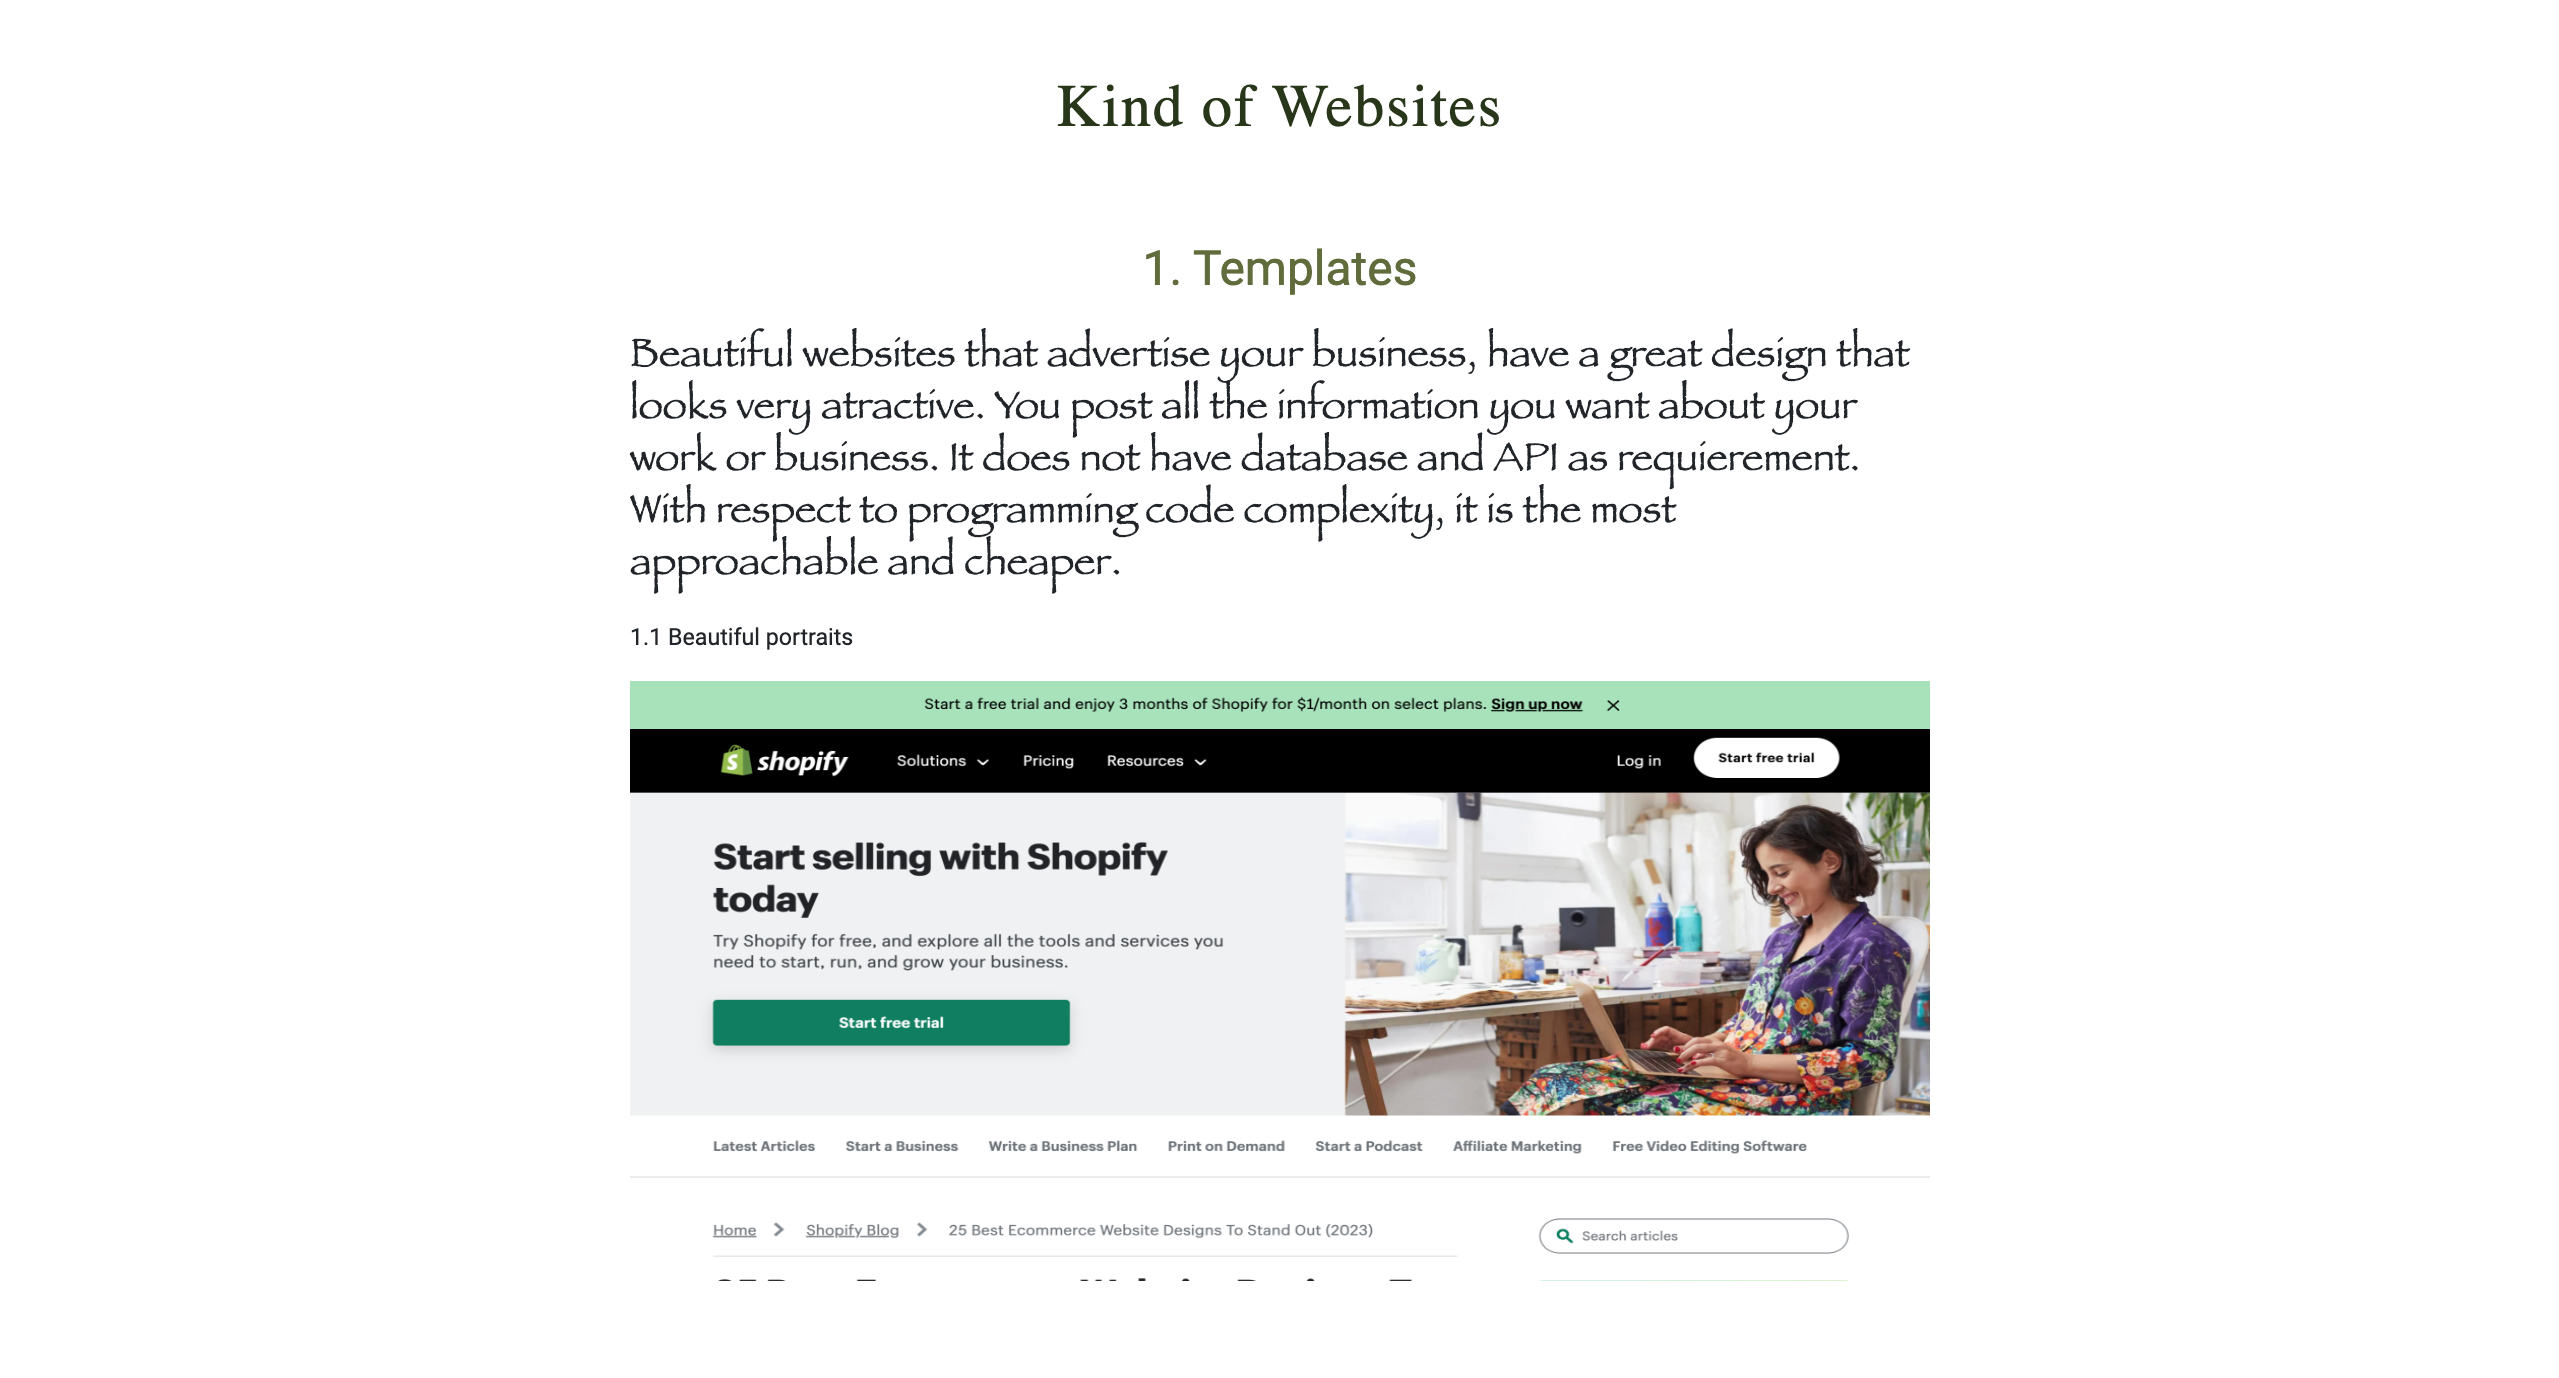 Kind of Websites
1. Templates
Beautiful websites that advertise your business, have a great design that
looks very atractive. You post all the information you want about your
work or business. It does not have database and API as requierement.
With respect to programming code complexity, it is the most
approachable and cheaper.
1.1 Beautiful portraits
Start a free trial and enjoy 3 months of Shopify for $1/month on select plans. Sign up now
shopify Solutions Pricing Resources Log in Start free trial
Start selling with Shopify
today
Try Shopify for free, and explore all the tools and services you
need to start, run, and grow your business.
Start free trial
Latest Articles Start a Business Write a Business Plan Print on Demand Start a Podcast Affiliate Marketing Free Video Editing Software
Home Shopify Blog 25 Best Ecommerce Website Designs To Stand Out (2023) Search articles